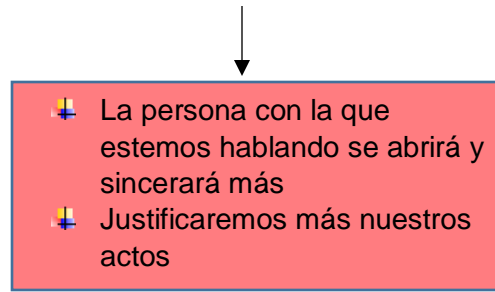 La persona con la que
estemos hablando se abrirá y
sincerará más
Justificaremos más nuestros
actos